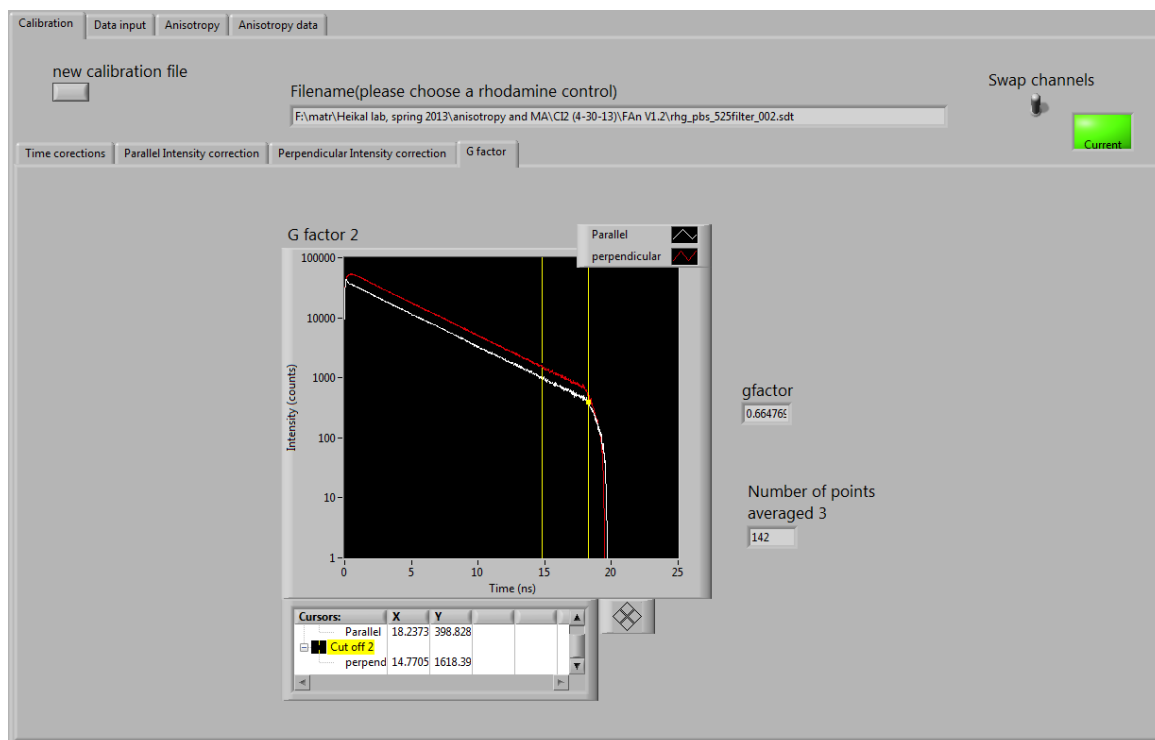 Calibration Data input Anisotropy Anisotropy data
new calibration file
Filename(please choose a rhodamine control)
F:\matr\Heikal lab, spring 2013\anisotropy and MA\CI2 (4-30-13)\FAn V1.2\rhg_pbs_525filter_002.sdt
Swap channels
Current
Time corections Parallel Intensity correction Perpendicular Intensity correction G factor
G factor 2
Parallel
perpendicular
100000
10000
1000
100
10
1
Intensity (counts)
0 5 10 15 20 25
Time (ns)
gfactor
0.664769
Number of points
averaged 3
142
Cursors: X Y
Parallel 18.2373 398.828
Cut off 2
perpend 14.7705 1618.39